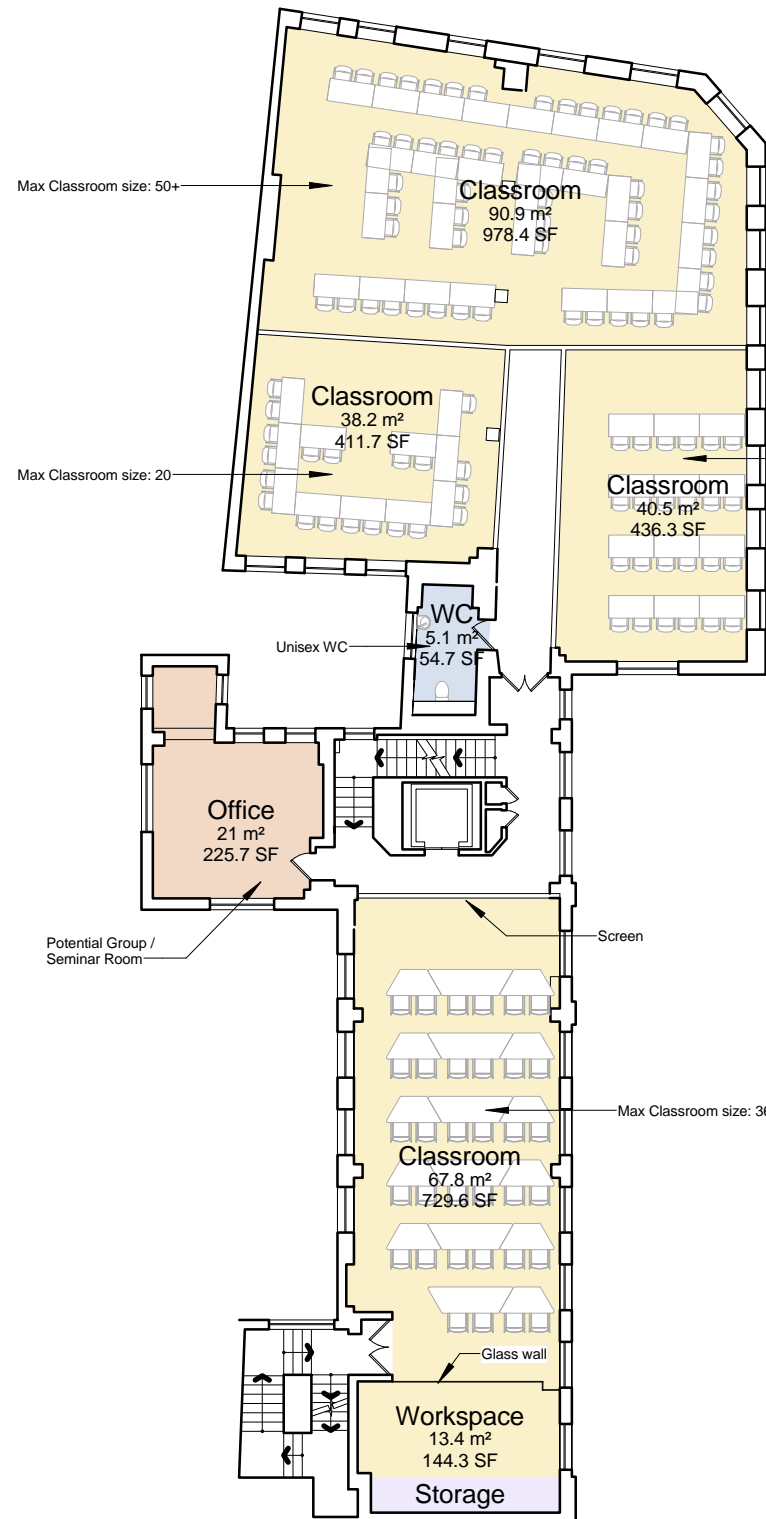 Max Classroom size: 50+
Classroom
90.9 m²
978.4 SF
Classroom
38.2 m²
411.7 SF
Max Classroom size: 20
Classroom
40.5 m²
436.3 SF
WC
5.1 m²
54.7 SF
Unisex WC
Office
21 m²
225.7 SF
Potential Group /
Seminar Room
Screen
Max Classroom size: 36
Classroom
67.8 m²
729.6 SF
Glass wall
Workspace
13.4 m²
144.3 SF
Storage